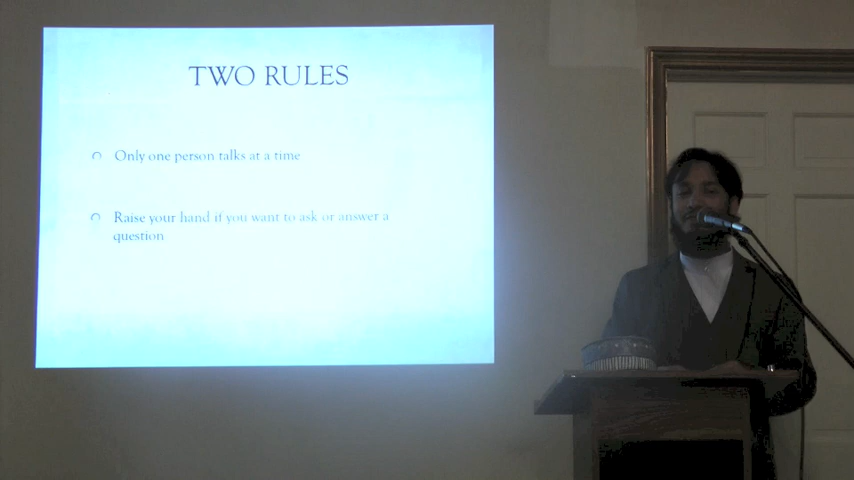 TWO RULES
Only one person talks at a time
Raise your hand if you want to ask or answer a
question